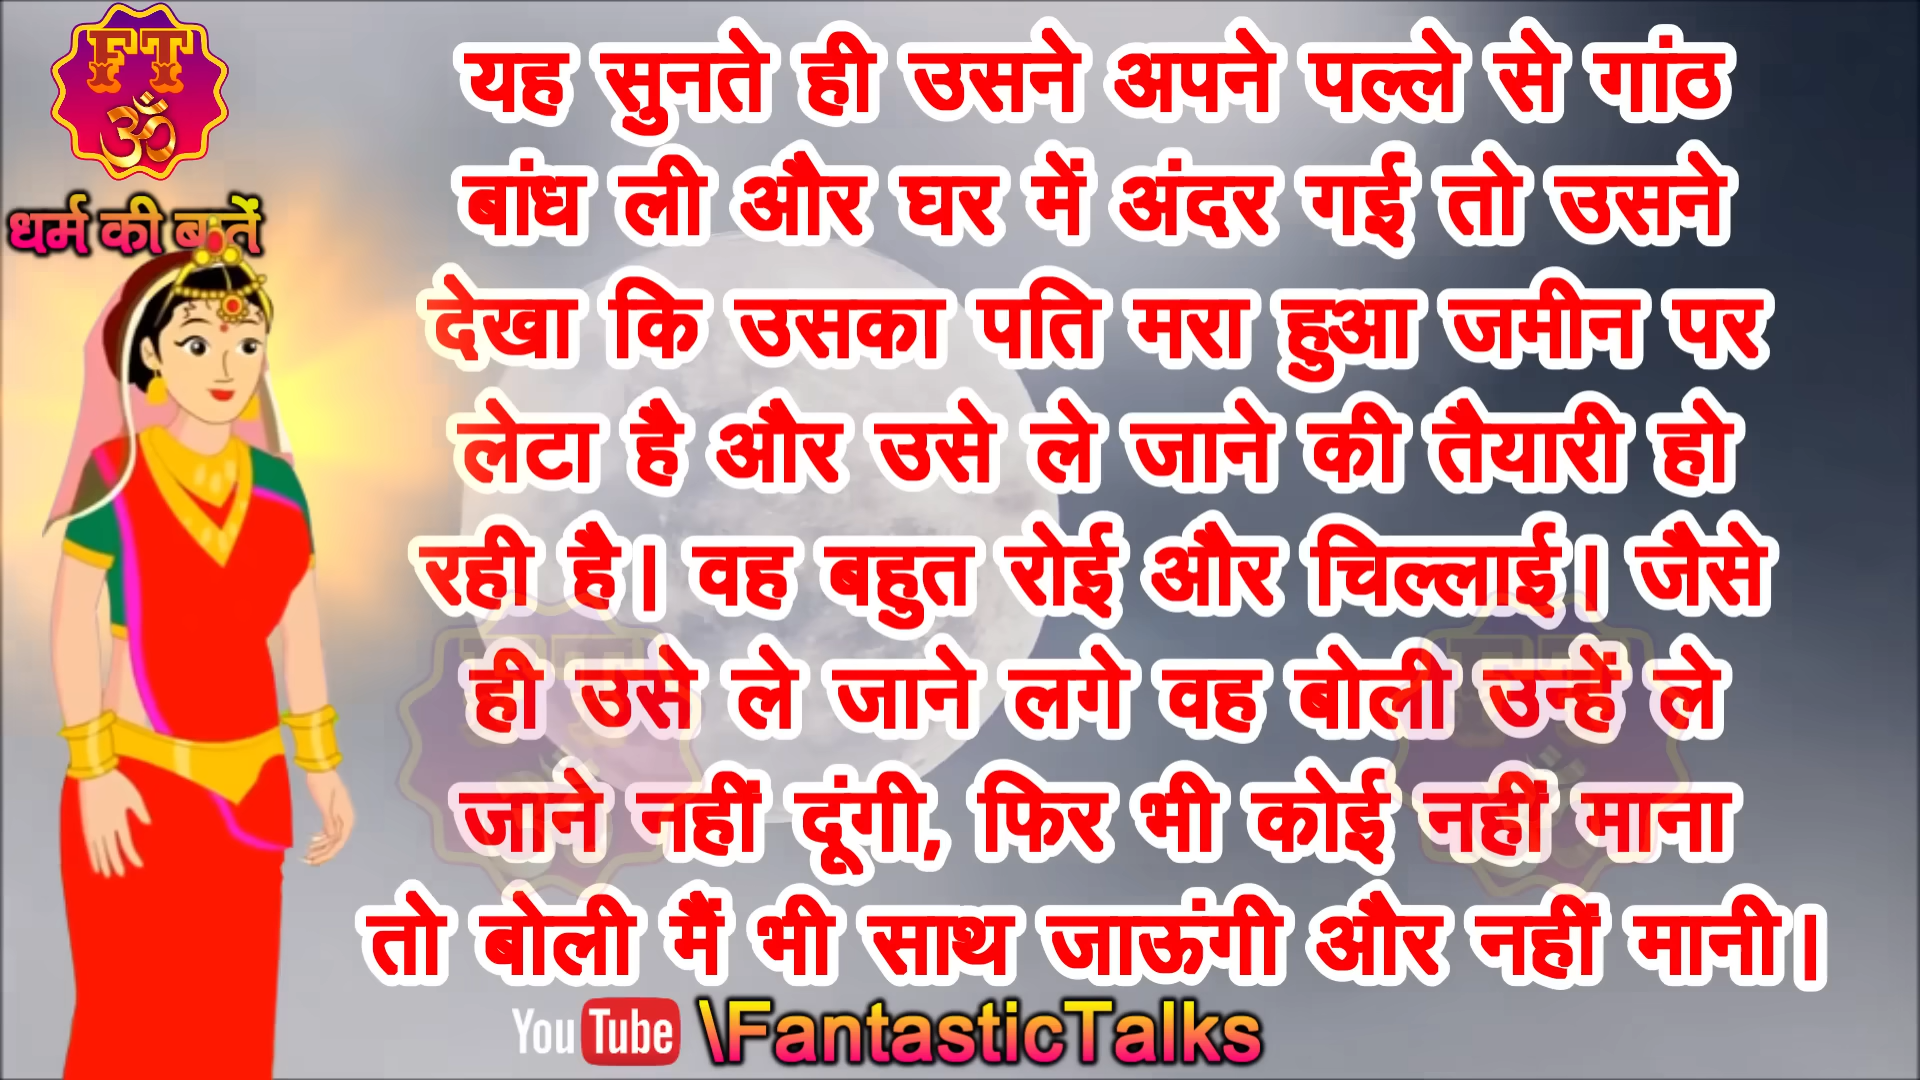 FT
ॐ
धर्म की बातें
यह सुनते ही उसने अपने पल्ले से गांठ
बांध ली और घर में अंदर गई तो उसने
देखा कि उसका पति मरा हुआ जमीन पर
लेटा है और उसे ले जाने की तैयारी हो
रही है। वह बहुत रोई और चिल्लाई। जैसे
ही उसे ले जाने लगे वह बोली उन्हें ले
जाने नहीं दूंगी, फिर भी कोई नहीं माना
तो बोली मैं भी साथ जाऊंगी और नहीं मानी।
YouTube \FantasticTalks